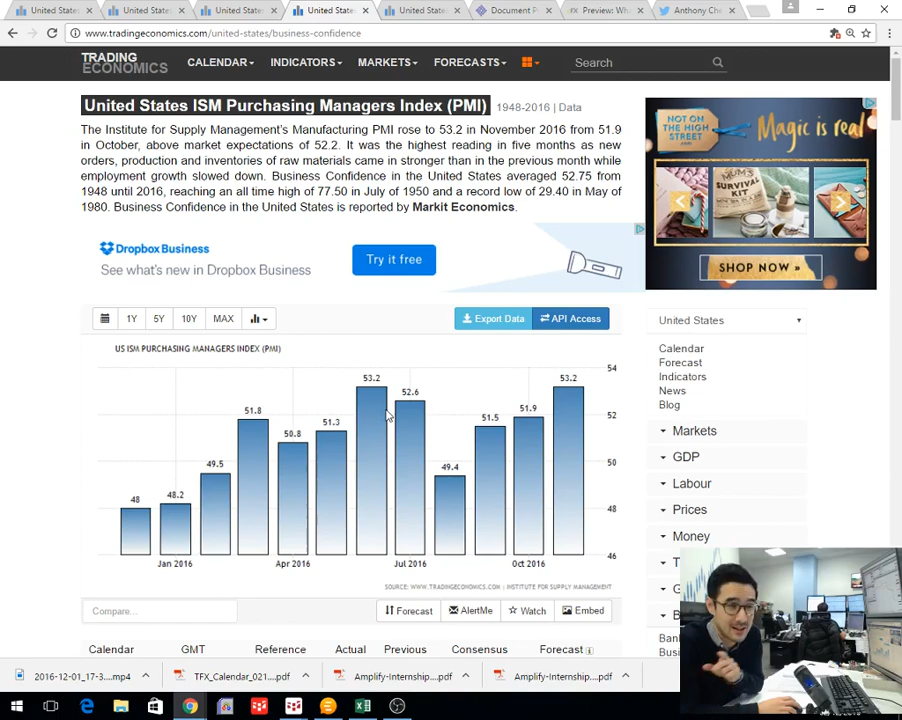 United States
United States
United States
United State
United States
Document P
Preview: Wh
Anthony Che
www.tradingeconomics.com/united-states/business-confidence
TRADING
ECONOMICS
CALENDAR
INDICATORS
MARKETS
FORECASTS
Search
United States ISM Purchasing Managers Index (PMI)
1948-2016 | Data
The Institute for Supply Management's Manufacturing PMI rose to 53.2 in November 2016 from 51.9
in October, above market expectations of 52.2. It was the highest reading in five months as new
orders, production and inventories of raw materials came in stronger than in the previous month while
employment growth slowed down. Business Confidence in the United States averaged 52.75 from
1948 until 2016, reaching an all time high of 77.50 in July of 1950 and a record low of 29.40 in May of
1980. Business Confidence in the United States is reported by Markit Economics.
NOT ON
THE HIGH
STREET
.com
Magic is real
MUM'S
SURVIVAL
KIT
SHOP NOW »
Dropbox Business
See what's new in Dropbox Business
Try it free
1Y
5Y
10Y
MAX
Export Data
API Access
US ISM PURCHASING MANAGERS INDEX (PMI)
48
48.2
49.5
51.8
50.8
51.3
53.2
52.6
49.4
51.5
51.9
53.2
54
52
50
48
46
Jan 2016
Apr 2016
Jul 2016
Oct 2016
SOURCE: WWW.TRADINGECONOMICS.COM | INSTITUTE FOR SUPPLY MANAGEMENT
Compare...
Forecast
AlertMe
Watch
Embed
Calendar
GMT
Reference
Actual
Previous
Consensus
Forecast
United States
Calendar
Forecast
Indicators
News
Blog
Markets
GDP
Labour
Prices
Money
T
G
B
Ban
Busi
2016-12-01_17-3....mp4
TFX_Calendar_021....pdf
Amplify-Internship....pdf
Amplify-Internship....pdf